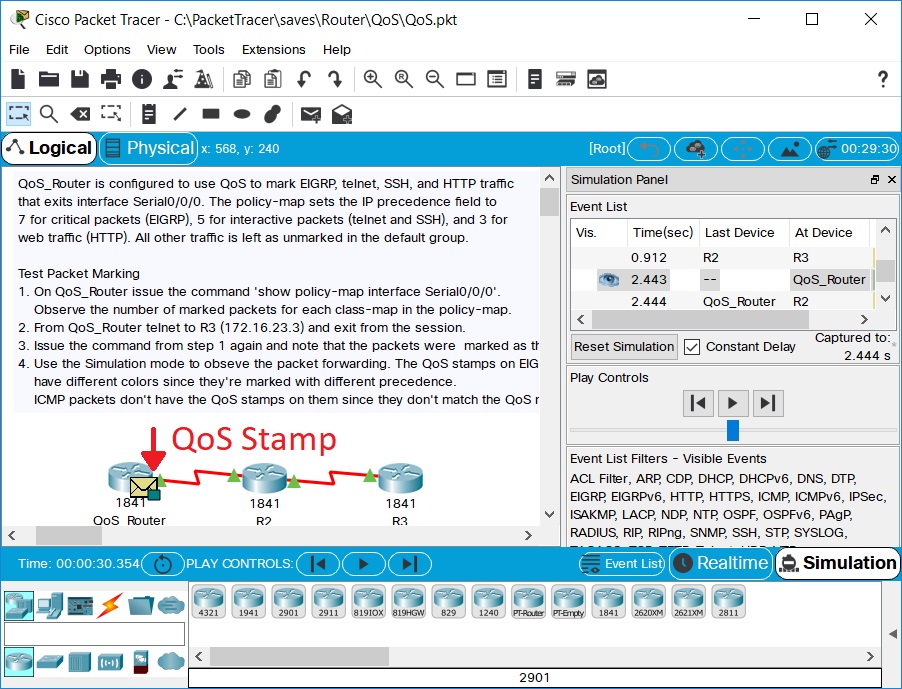 Cisco Packet Tracer - C:\PacketTracer\saves\Router\QoS\QoS.pkt
File Edit Options View Tools Extensions Help
?
Logical Physical x: 568, y: 240 [Root] 00:29:30
QoS_Router is configured to use QoS to mark EIGRP, telnet, SSH, and HTTP traffic
that exits interface Serial0/0/0. The policy-map sets the IP precedence field to
7 for critical packets (EIGRP), 5 for interactive packets (telnet and SSH), and 3 for
web traffic (HTTP). All other traffic is left as unmarked in the default group.
Test Packet Marking
1. On QoS_Router issue the command 'show policy-map interface Serial0/0/0'.
Observe the number of marked packets for each class-map in the policy-map.
2. From QoS_Router telnet to R3 (172.16.23.3) and exit from the session.
3. Issue the command from step 1 again and note that the packets were marked as th
4. Use the Simulation mode to obseve the packet forwarding. The QoS stamps on EIG
have different colors since they're marked with different precedence.
ICMP packets don't have the QoS stamps on them since they don't match the QoS r
QoS Stamp
1841 1841 1841
QoS_Router R2 R3
Simulation Panel
Event List
Vis. Time(sec) Last Device At Device
0.912 R2 R3
2.443 -- QoS_Router
2.444 QoS_Router R2
Reset Simulation Constant Delay Captured to:
2.444 s
Play Controls
Event List Filters - Visible Events
ACL Filter, ARP, CDP, DHCP, DHCPv6, DNS, DTP,
EIGRP, EIGRPv6, HTTP, HTTPS, ICMP, ICMPv6, IPSec,
ISAKMP, LACP, NDP, NTP, OSPF, OSPFv6, PAgP,
RADIUS, RIP, RIPng, SNMP, SSH, STP, SYSLOG,
Time: 00:00:30.354 PLAY CONTROLS: Event List Realtime Simulation
4321 1941 2901 2911 819IOX 819HGW 829 1240 PT-Router PT-Empty 1841 2620XM 2621XM 2811
2901